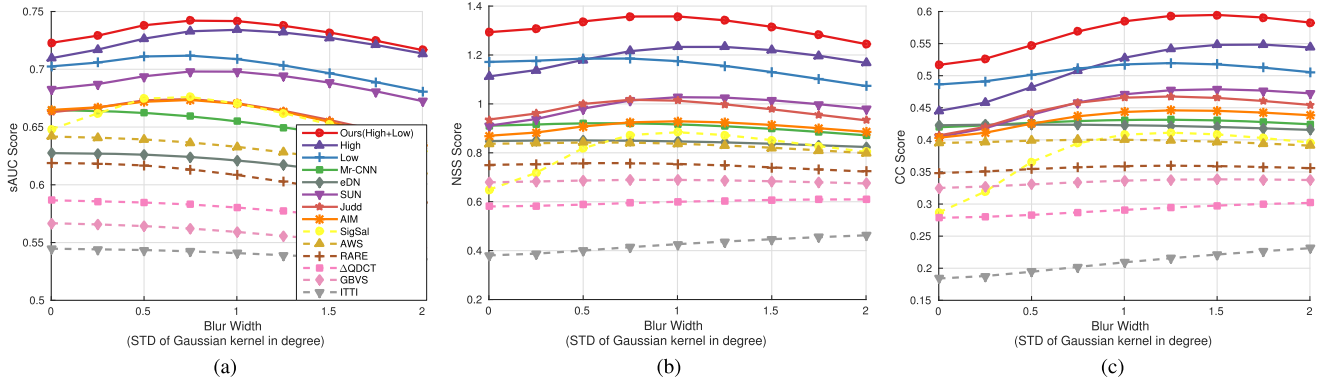 0.75
0.7
0.65
0.6
0.55
0.5
sAUC Score
0 0.5 1 1.5 2
Blur Width
(STD of Gaussian kernel in degree)
(a)
Ours(High+Low)
High
Low
Mr-CNN
eDN
SUN
Judd
AIM
SigSal
AWS
RARE
ΔQDCT
GBVS
ITTI
1.4
1.2
1
0.8
0.6
0.4
0.2
NSS Score
0 0.5 1 1.5 2
Blur Width
(STD of Gaussian kernel in degree)
(b)
0.6
0.55
0.5
0.45
0.4
0.35
0.3
0.25
0.2
0.15
CC Score
0 0.5 1 1.5 2
Blur Width
(STD of Gaussian kernel in degree)
(c)